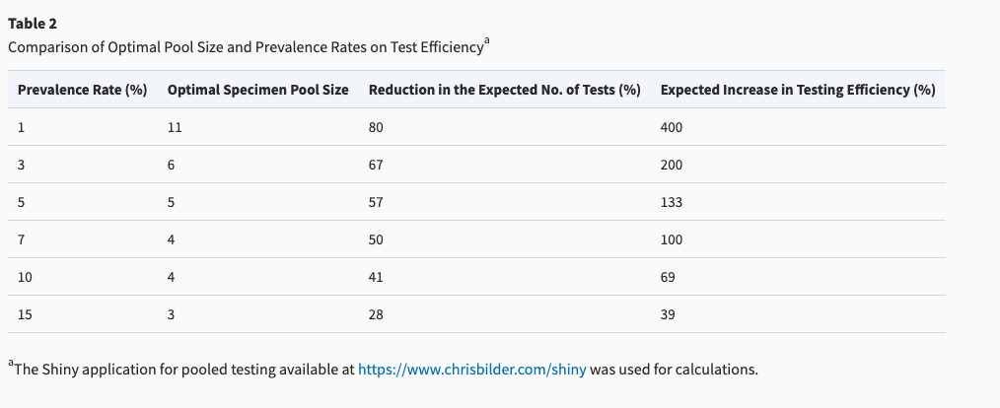 Table 2
Comparison of Optimal Pool Size and Prevalence Rates on Test Efficiencya
Prevalence Rate (%) Optimal Specimen Pool Size Reduction in the Expected No. of Tests (%) Expected Increase in Testing Efficiency (%)
1 11 80 400
3 6 67 200
5 5 57 133
7 4 50 100
10 4 41 69
15 3 28 39
aThe Shiny application for pooled testing available at https://www.chrisbilder.com/shiny was used for calculations.